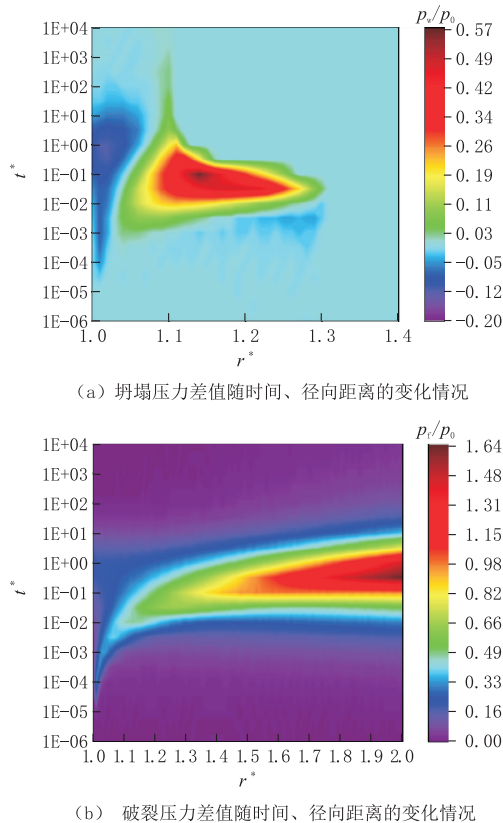 p_w/p_0
1E+04
1E+03
1E+02
1E+01
1E+00
1E-01
1E-02
1E-03
1E-04
1E-05
1E-06
t*
1.0 1.1 1.2 1.3 1.4
r*
0.57
0.50
0.42
0.34
0.26
0.19
0.11
0.03
-0.05
-0.12
-0.20
(a) 坍塌压力差值随时间、径向距离的变化情况
p_f/p_0
1E+04
1E+03
1E+02
1E+01
1E+00
1E-01
1E-02
1E-03
1E-04
1E-05
1E-06
t*
1.0 1.1 1.2 1.3 1.4 1.5 1.6 1.7 1.8 1.9 2.0
r*
1.64
1.48
1.31
1.15
0.98
0.82
0.66
0.49
0.33
0.16
0.00
(b) 破裂压力差值随时间、径向距离的变化情况